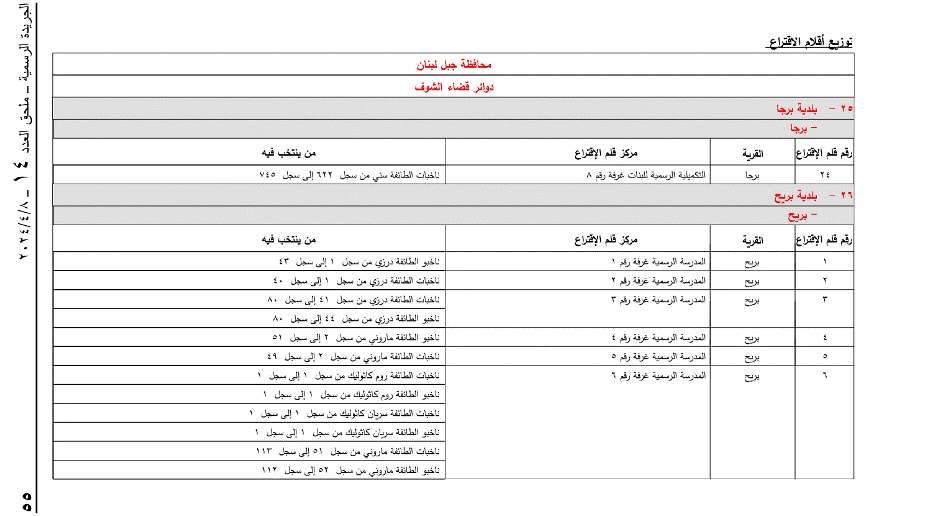 الجريدة الرسمية – ملحق العدد ١٤ – ٢٠٢٤/٤/٨
توزيع أقلام الاقتراع
محافظة جبل لبنان
دوائر قضاء الشوف
٢٥ - بلدية برجا
- برجا
رقم قلم الإقتراع القرية مركز قلم الإقتراع من ينتخب فيه
٢٤ برجا التكميلية الرسمية للبنات غرفة رقم ٨ ناخبات الطائفة سني من سجل ٦٢٢ إلى سجل ٧٤٥
٢٦ - بلدية بريح
- بريح
رقم قلم الإقتراع القرية مركز قلم الإقتراع من ينتخب فيه
١ بريح المدرسة الرسمية غرفة رقم ١ ناخبو الطائفة درزي من سجل ١ إلى سجل ٤٣
٢ بريح المدرسة الرسمية غرفة رقم ٢ ناخبات الطائفة درزي من سجل ١ إلى سجل ٤٠
٣ بريح المدرسة الرسمية غرفة رقم ٣ ناخبات الطائفة درزي من سجل ٤١ إلى سجل ٨٠
ناخبو الطائفة درزي من سجل ٤٤ إلى سجل ٨٠
٤ بريح المدرسة الرسمية غرفة رقم ٤ ناخبو الطائفة ماروني من سجل ٢ إلى سجل ٥١
٥ بريح المدرسة الرسمية غرفة رقم ٥ ناخبات الطائفة ماروني من سجل ٢ إلى سجل ٤٩
٦ بريح المدرسة الرسمية غرفة رقم ٦ ناخبات الطائفة روم كاثوليك من سجل ١ إلى سجل ١
ناخبو الطائفة روم كاثوليك من سجل ١ إلى سجل ١
ناخبات الطائفة سريان كاثوليك من سجل ١ إلى سجل ١
ناخبو الطائفة سريان كاثوليك من سجل ١ إلى سجل ١
ناخبات الطائفة ماروني من سجل ٥١ إلى سجل ١١٣
ناخبو الطائفة ماروني من سجل ٥٢ إلى سجل ١١٢
٥٥